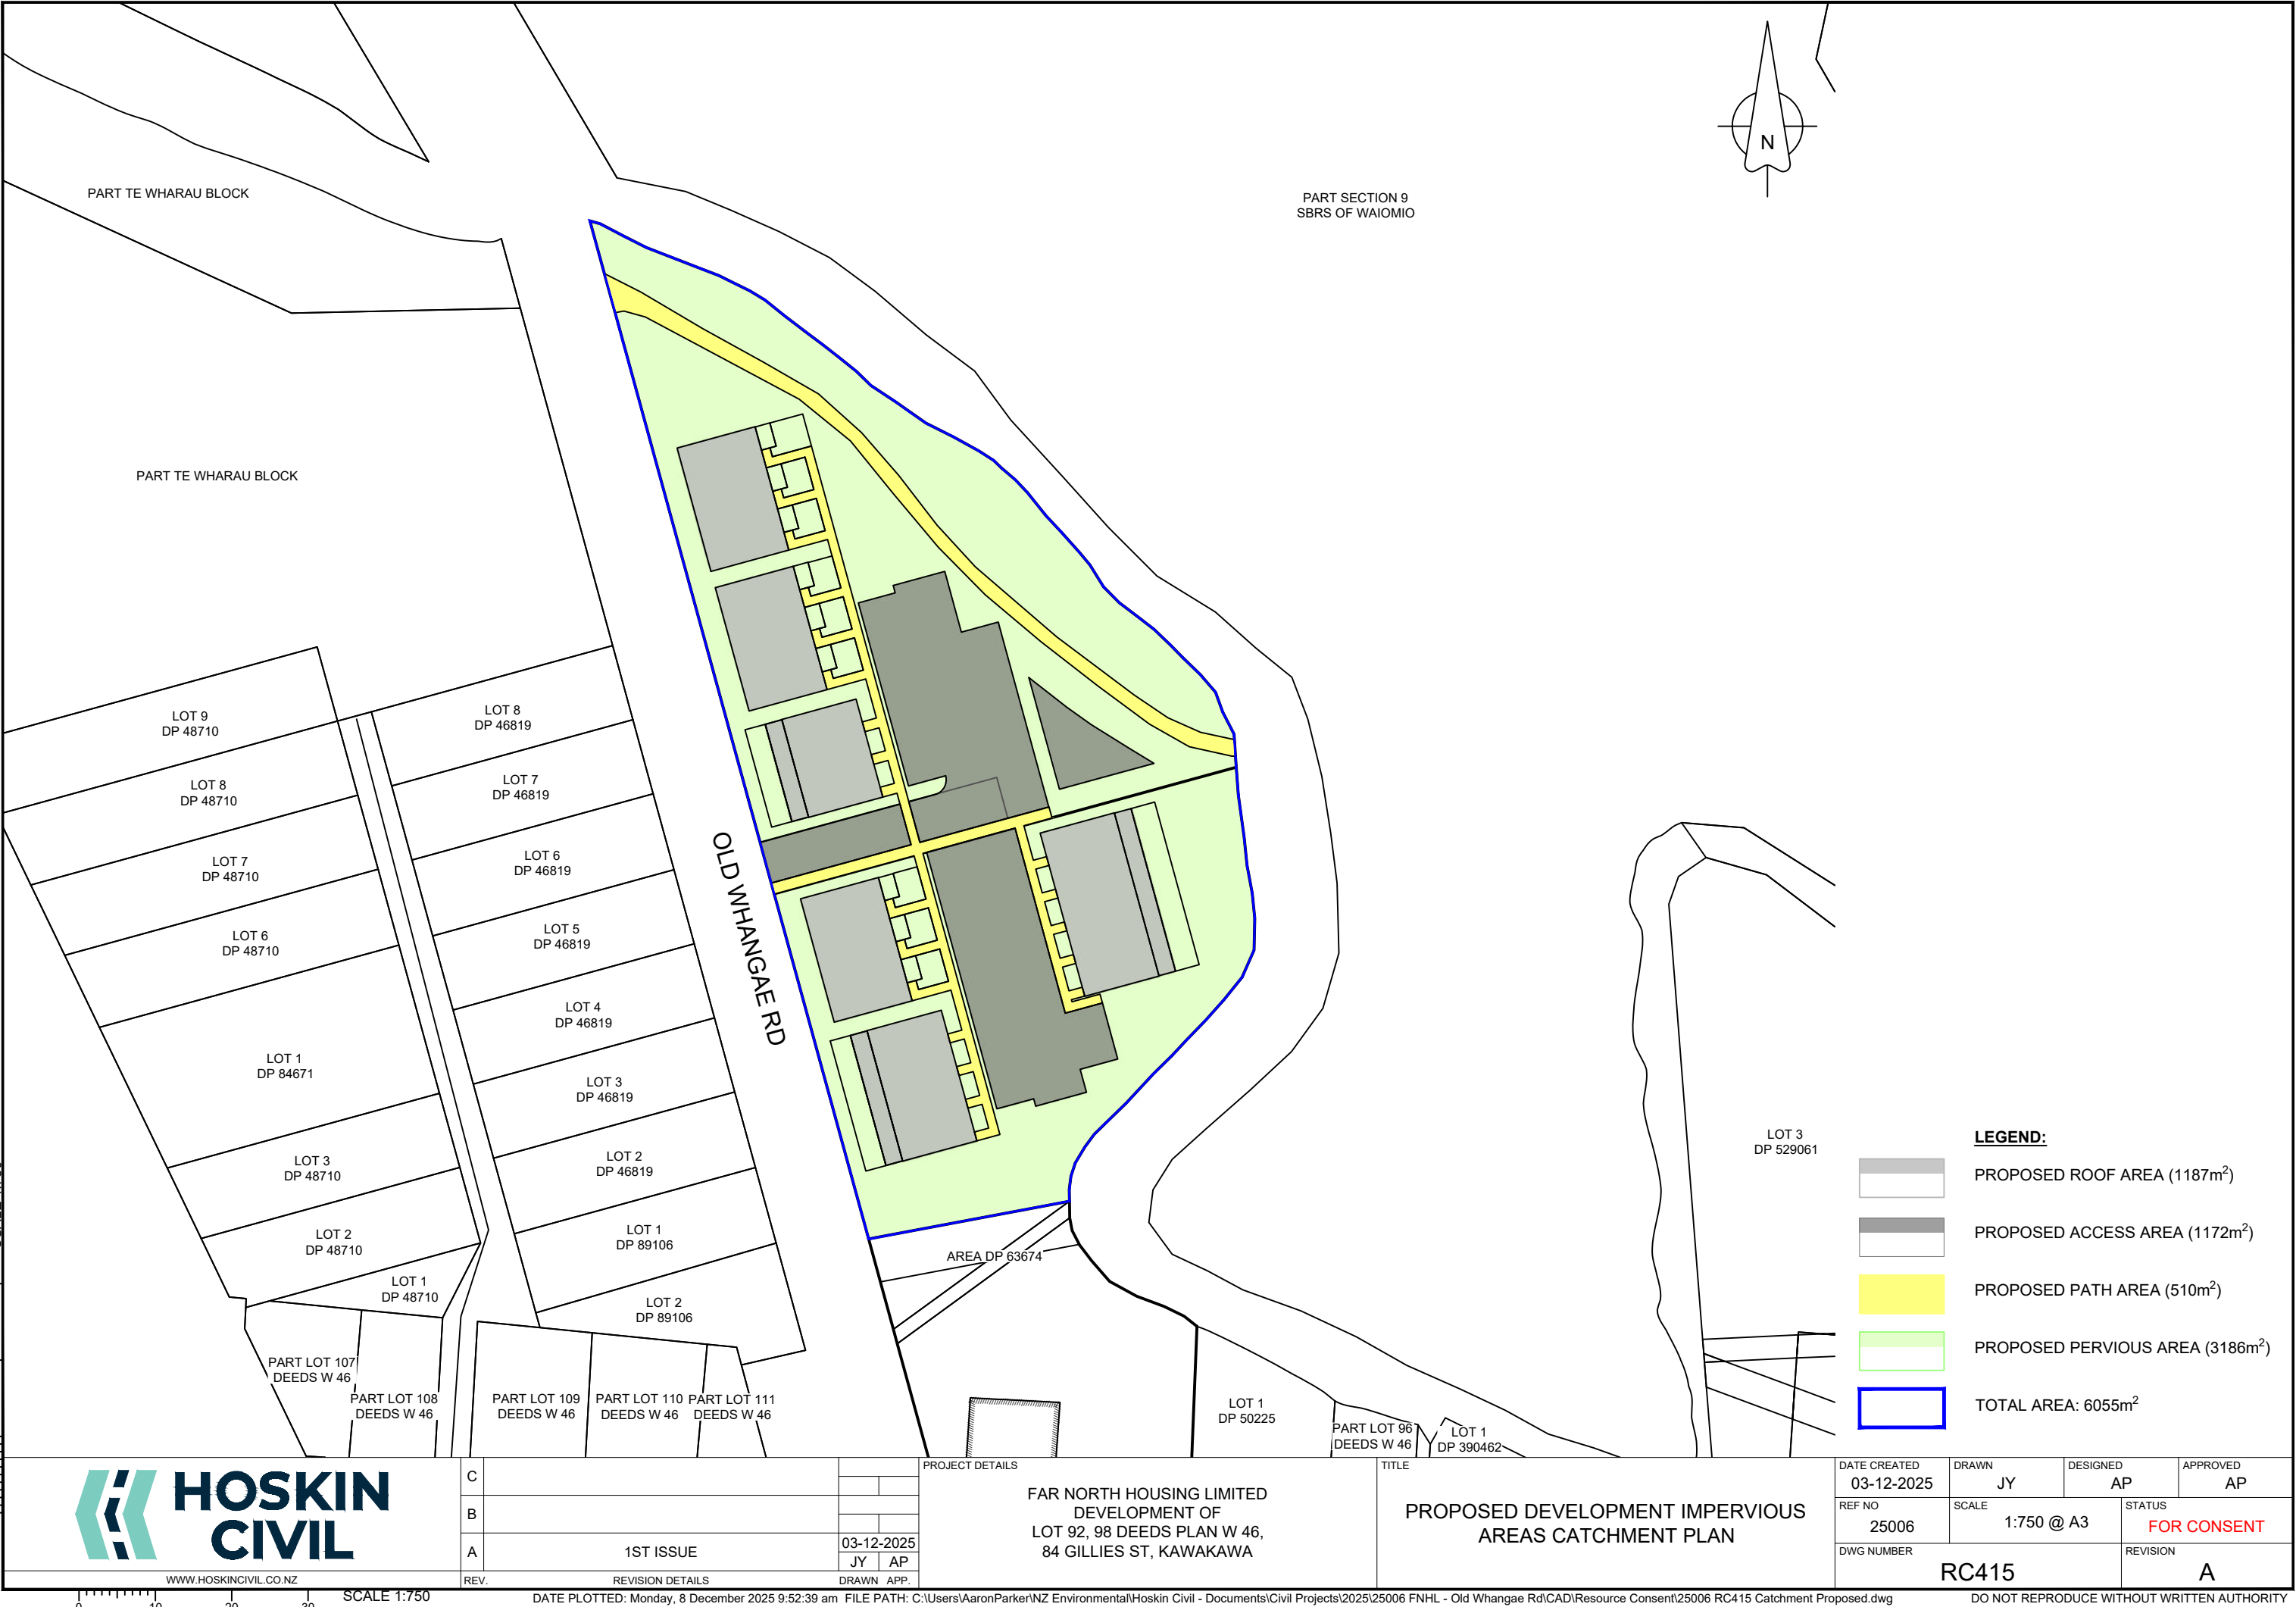 PART TE WHARAU BLOCK
PART SECTION 9
SBRS OF WAIOMIO
N
PART TE WHARAU BLOCK
OLD WHANGAE RD
LOT 9
DP 48710
LOT 8
DP 48710
LOT 7
DP 48710
LOT 6
DP 48710
LOT 1
DP 84671
LOT 3
DP 48710
LOT 2
DP 48710
LOT 1
DP 48710
LOT 8
DP 46819
LOT 7
DP 46819
LOT 6
DP 46819
LOT 5
DP 46819
LOT 4
DP 46819
LOT 3
DP 46819
LOT 2
DP 46819
LOT 1
DP 89106
LOT 2
DP 89106
AREA DP 63674
PART LOT 107
DEEDS W 46
PART LOT 108
DEEDS W 46
PART LOT 109
DEEDS W 46
PART LOT 110
DEEDS W 46
PART LOT 111
DEEDS W 46
LOT 1
DP 50225
PART LOT 96
DEEDS W 46
LOT 1
DP 390462
LOT 3
DP 529061
LEGEND:
PROPOSED ROOF AREA (1187m²)
PROPOSED ACCESS AREA (1172m²)
PROPOSED PATH AREA (510m²)
PROPOSED PERVIOUS AREA (3186m²)
TOTAL AREA: 6055m²
HOSKIN
CIVIL
WWW.HOSKINCIVIL.CO.NZ
C
B
A
1ST ISSUE
03-12-2025
JY AP
REV.
REVISION DETAILS
DRAWN APP.
PROJECT DETAILS
FAR NORTH HOUSING LIMITED
DEVELOPMENT OF
LOT 92, 98 DEEDS PLAN W 46,
84 GILLIES ST, KAWAKAWA
TITLE
PROPOSED DEVELOPMENT IMPERVIOUS
AREAS CATCHMENT PLAN
DATE CREATED
03-12-2025
DRAWN
JY
DESIGNED
AP
APPROVED
AP
REF NO
25006
SCALE
1:750 @ A3
STATUS
FOR CONSENT
DWG NUMBER
RC415
REVISION
A
0 10 20 30
SCALE 1:750
DATE PLOTTED: Monday, 8 December 2025 9:52:39 am FILE PATH: C:\Users\AaronParker\NZ Environmental\Hoskin Civil - Documents\Civil Projects\2025\25006 FNHL - Old Whangae Rd\CAD\Resource Consent\25006 RC415 Catchment Proposed.dwg
DO NOT REPRODUCE WITHOUT WRITTEN AUTHORITY